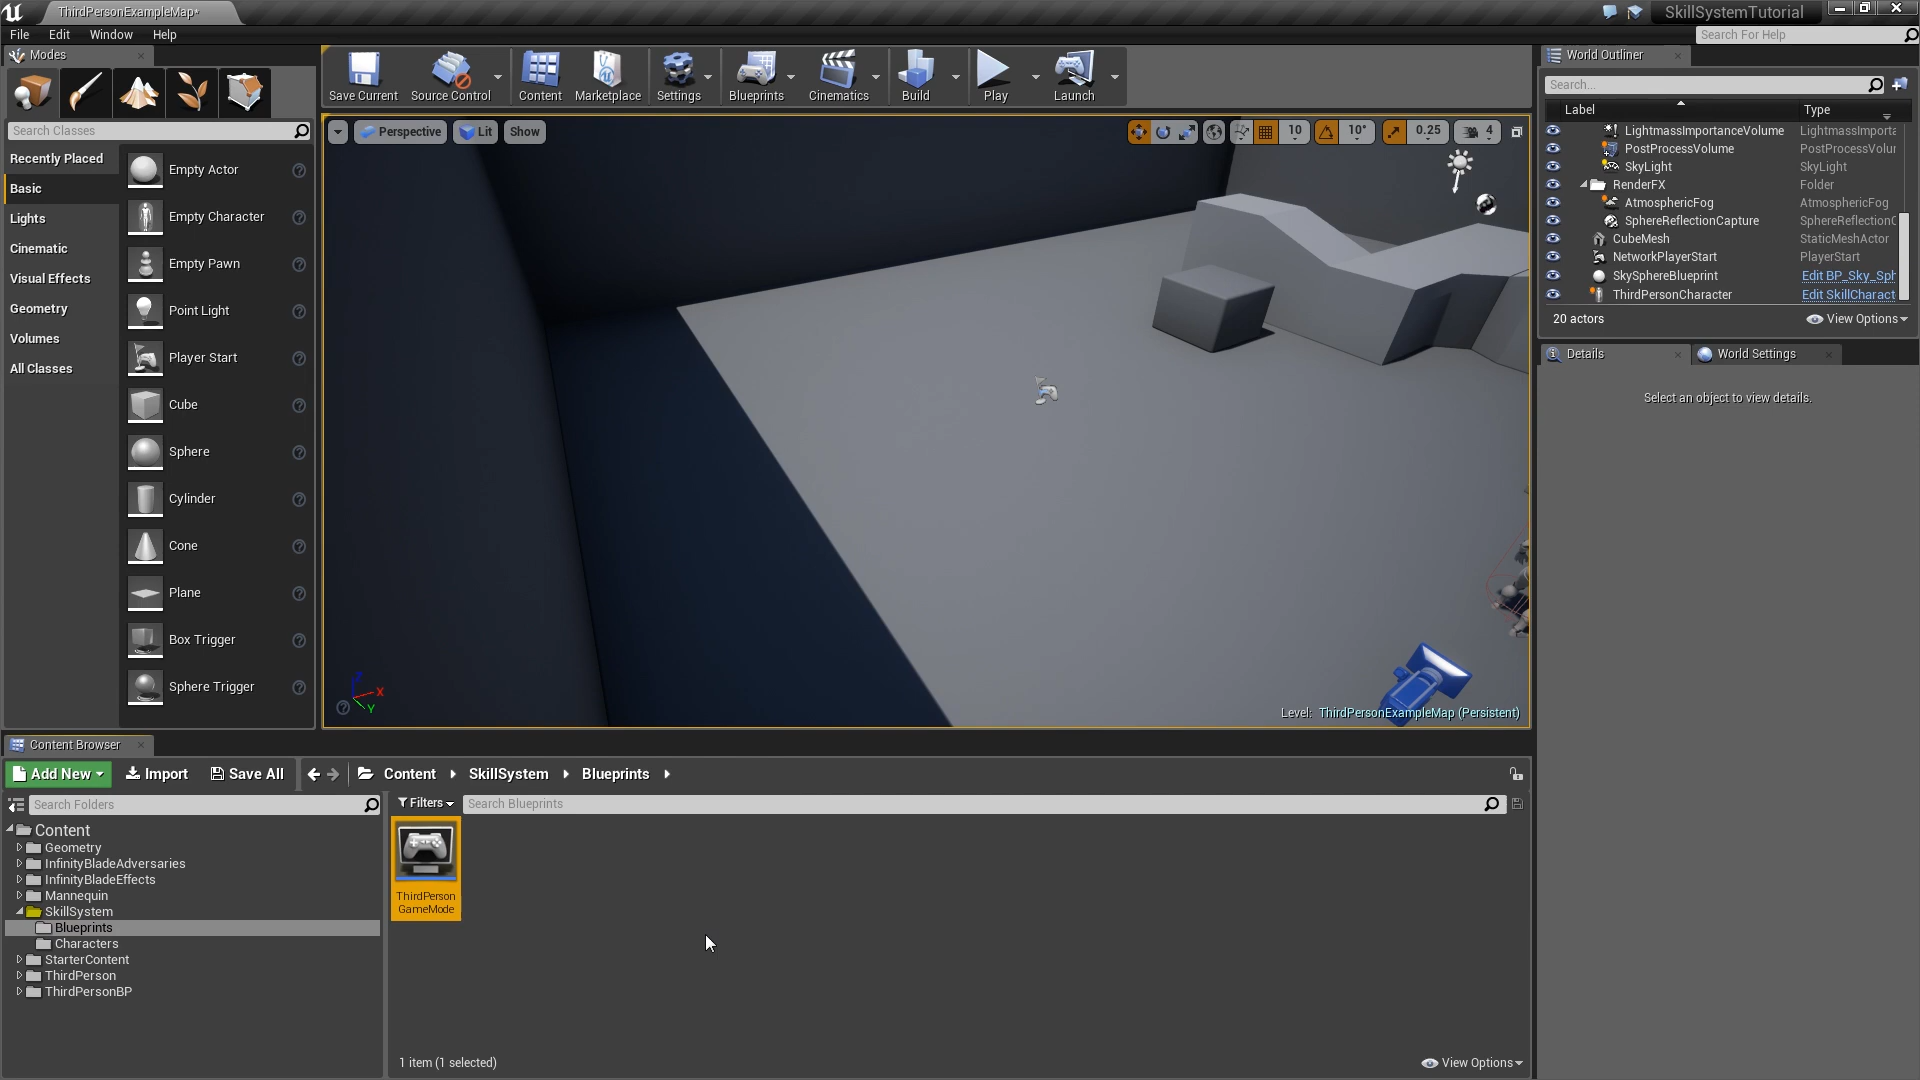 ThirdPersonExampleMap*
SkillSystemTutorial
File Edit Window Help
Search For Help
Modes
Search Classes
Recently Placed
Basic
Lights
Cinematic
Visual Effects
Geometry
Volumes
All Classes
Empty Actor
Empty Character
Empty Pawn
Point Light
Player Start
Cube
Sphere
Cylinder
Cone
Plane
Box Trigger
Sphere Trigger
Save Current
Source Control
Content
Marketplace
Settings
Blueprints
Cinematics
Build
Play
Launch
Perspective
Lit
Show
10
10°
0.25
4
Z
X
Y
Level: ThirdPersonExampleMap (Persistent)
World Outliner
Search...
Label Type
LightmassImportanceVolume Lightmassimporta
PostProcessVolume PostProcessVolur
SkyLight SkyLight
RenderFX Folder
AtmosphericFog AtmosphericFog
SphereReflectionCapture SphereReflectionC
CubeMesh StaticMeshActor
NetworkPlayerStart PlayerStart
SkySphereBlueprint Edit BP_Sky_Sph
ThirdPersonCharacter Edit SkillCharact
20 actors
View Options
Details
World Settings
Select an object to view details.
Content Browser
Add New
Import
Save All
Content
SkillSystem
Blueprints
Search Folders
Filters
Search Blueprints
Content
Geometry
InfinityBladeAdversaries
InfinityBladeEffects
Mannequin
SkillSystem
Blueprints
Characters
StarterContent
ThirdPerson
ThirdPersonBP
ThirdPerson
GameMode
1 item (1 selected)
View Options